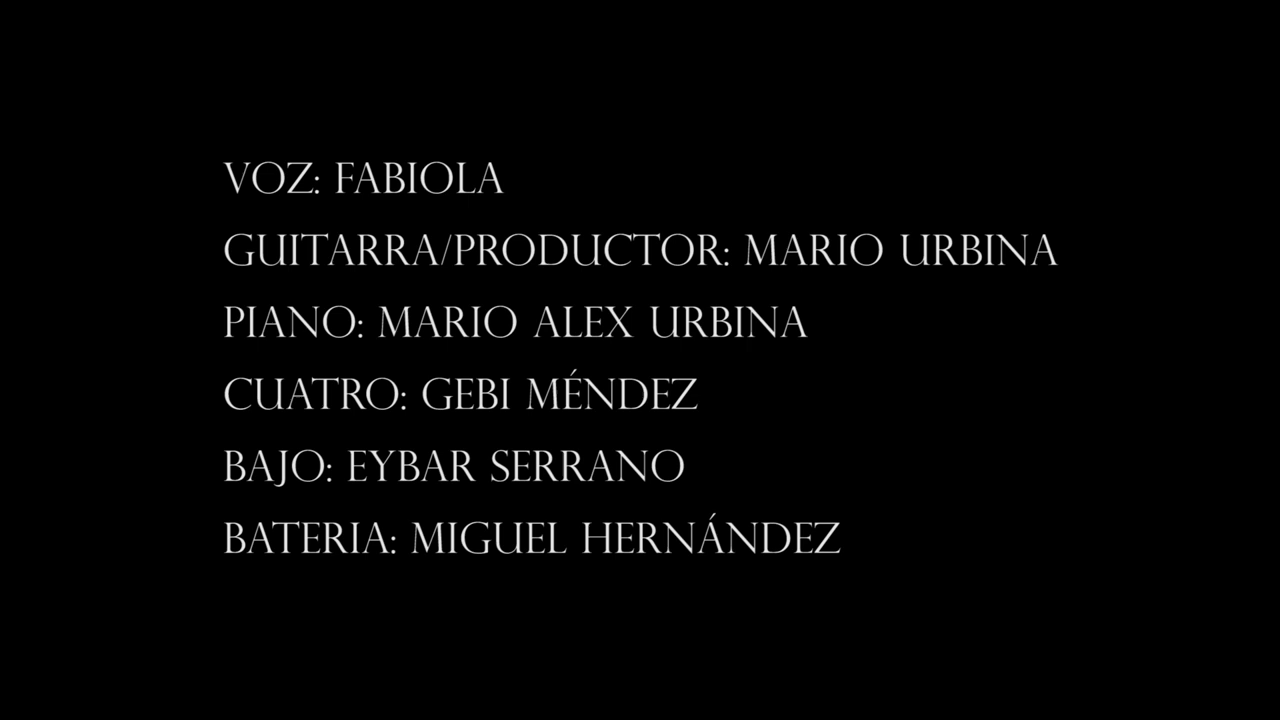 VOZ: FABIOLA
GUITARRA/PRODUCTOR: MARIO URBINA
PIANO: MARIO ALEX URBINA
CUATRO: GEBI MÉNDEZ
BAJO: EYBAR SERRANO
BATERIA: MIGUEL HERNÁNDEZ